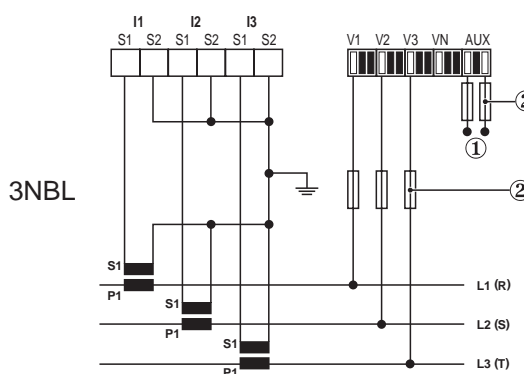 I1 I2 I3
S1 S2 S1 S2 S1 S2
V1 V2 V3 VN AUX
2
1
3NBL
2
S1
P1
L1 (R)
S1
P1
L2 (S)
S1
P1
L3 (T)